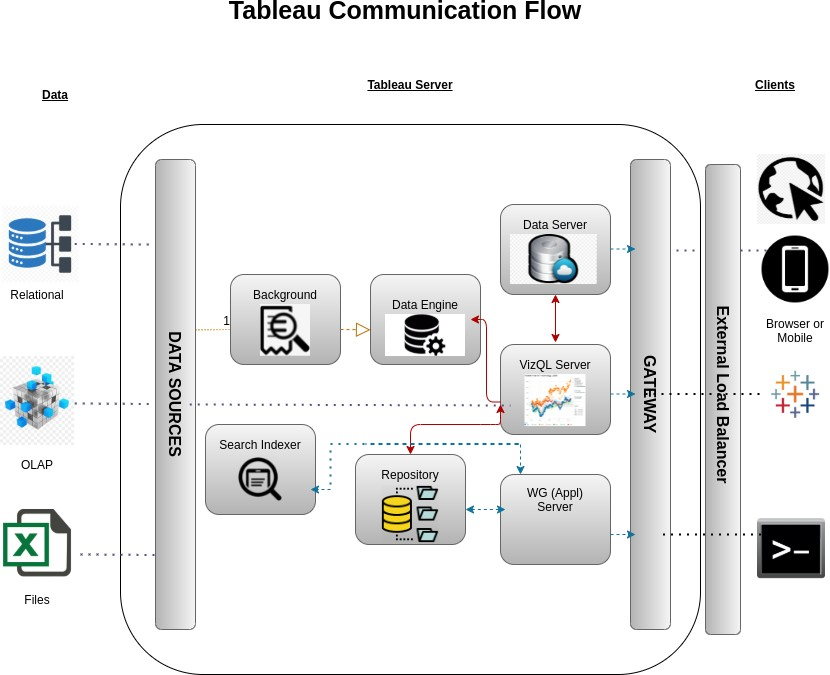 Tableau Communication Flow
Data
Tableau Server
Clients
Relational
OLAP
Files
DATA SOURCES
1
Background
Data Engine
Data Server
VizQL Server
Search Indexer
Repository
WG (Appl)
Server
GATEWAY
External Load Balancer
Browser or
Mobile
X
>-